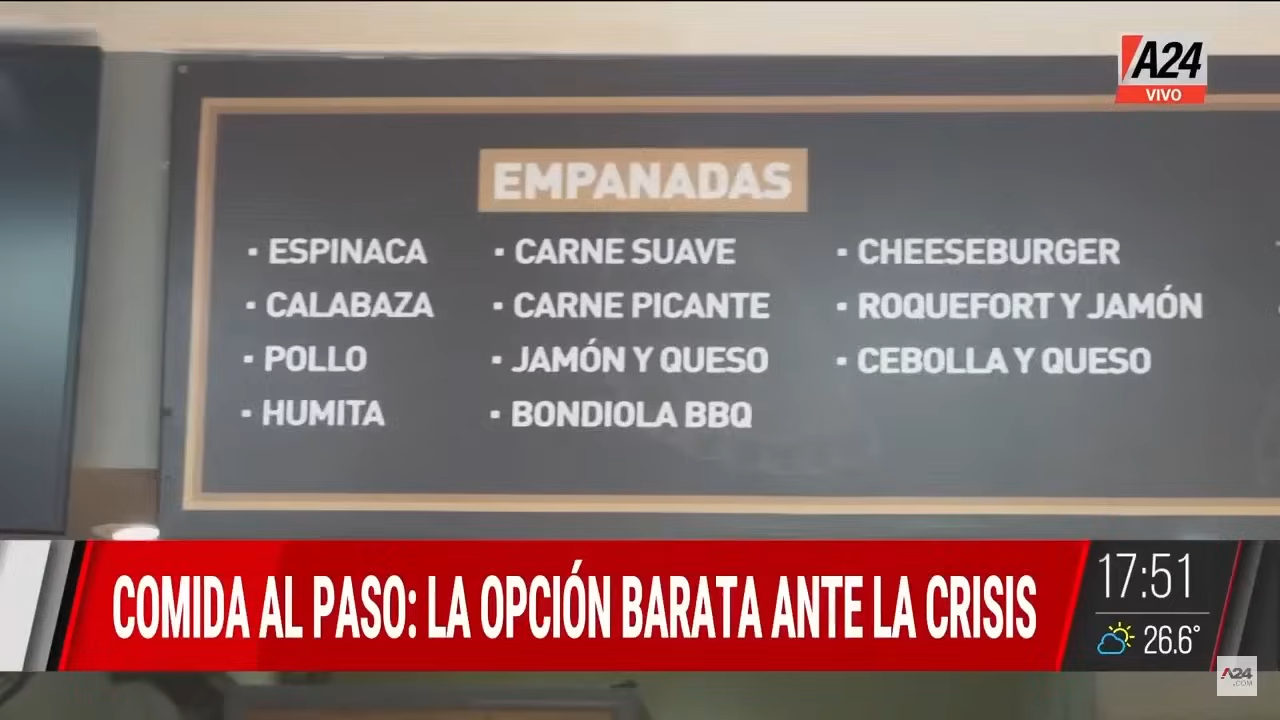 A24
VIVO
EMPANADAS
· ESPINACA
· CALABAZA
· POLLO
· HUMITA
· CARNE SUAVE
· CARNE PICANTE
· JAMÓN Y QUESO
· BONDIOLA BBQ
· CHEESEBURGER
· ROQUEFORT Y JAMÓN
· CEBOLLA Y QUESO
COMIDA AL PASO: LA OPCIÓN BARATA ANTE LA CRISIS
17:51
26.6°
A24
.COM